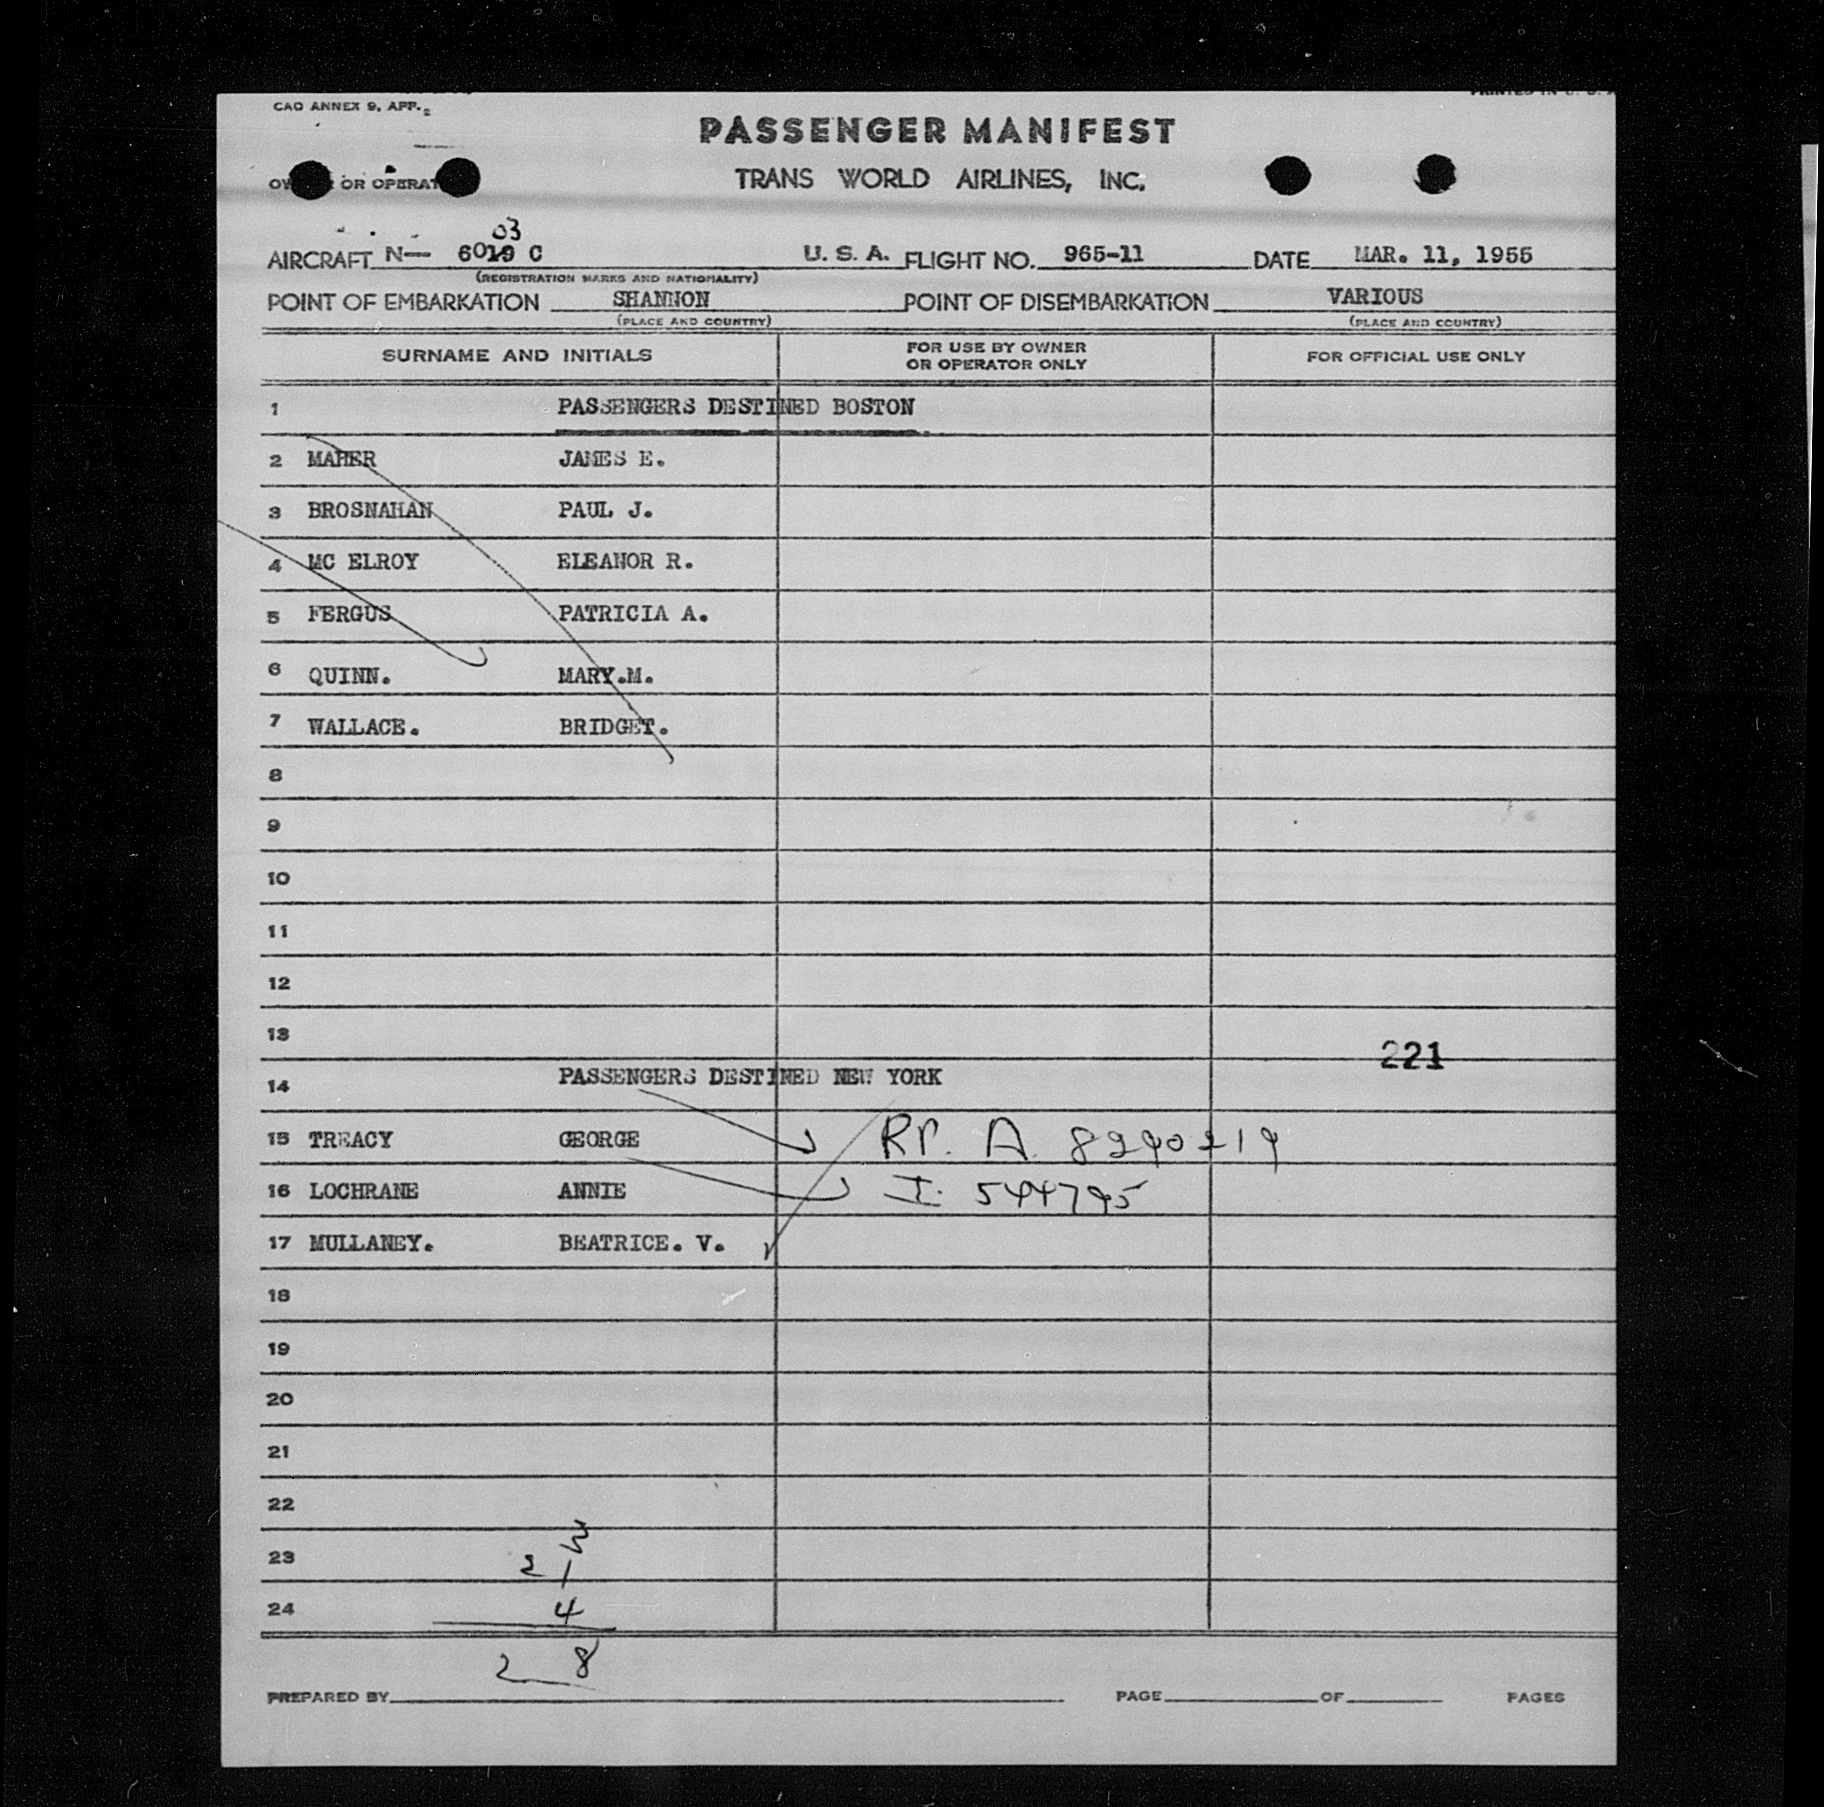 CAO ANNEX 9, APP.
PASSENGER MANIFEST
OR OPERAT
TRANS WORLD AIRLINES, INC.
03
AIRCRAFT N— 6019 C U. S. A. FLIGHT NO. 965-11 DATE MAR. 11, 1955
(REGISTRATION MARKS AND NATIONALITY)
POINT OF EMBARKATION SHANNON POINT OF DISEMBARKATION VARIOUS
(PLACE AND COUNTRY) (PLACE AND COUNTRY)
SURNAME AND INITIALS FOR USE BY OWNER OR OPERATOR ONLY FOR OFFICIAL USE ONLY
1 PASSENGERS DESTINED BOSTON
2 MAHER JAMES E.
3 BROSNAHAN PAUL J.
4 MC ELROY ELEANOR R.
5 FERGUS PATRICIA A.
6 QUINN. MARY.M.
7 WALLACE. BRIDGET.
8
9
10
11
12
13
221
14 PASSENGERS DESTINED NEW YORK
15 TREACY GEORGE RP. A 8290219
16 LOCHRANE ANNIE I. 544795
17 MULLANEY. BEATRICE. V.
18
19
20
21
22
3
23 2 1
24 4
2 8
PREPARED BY PAGE OF PAGES